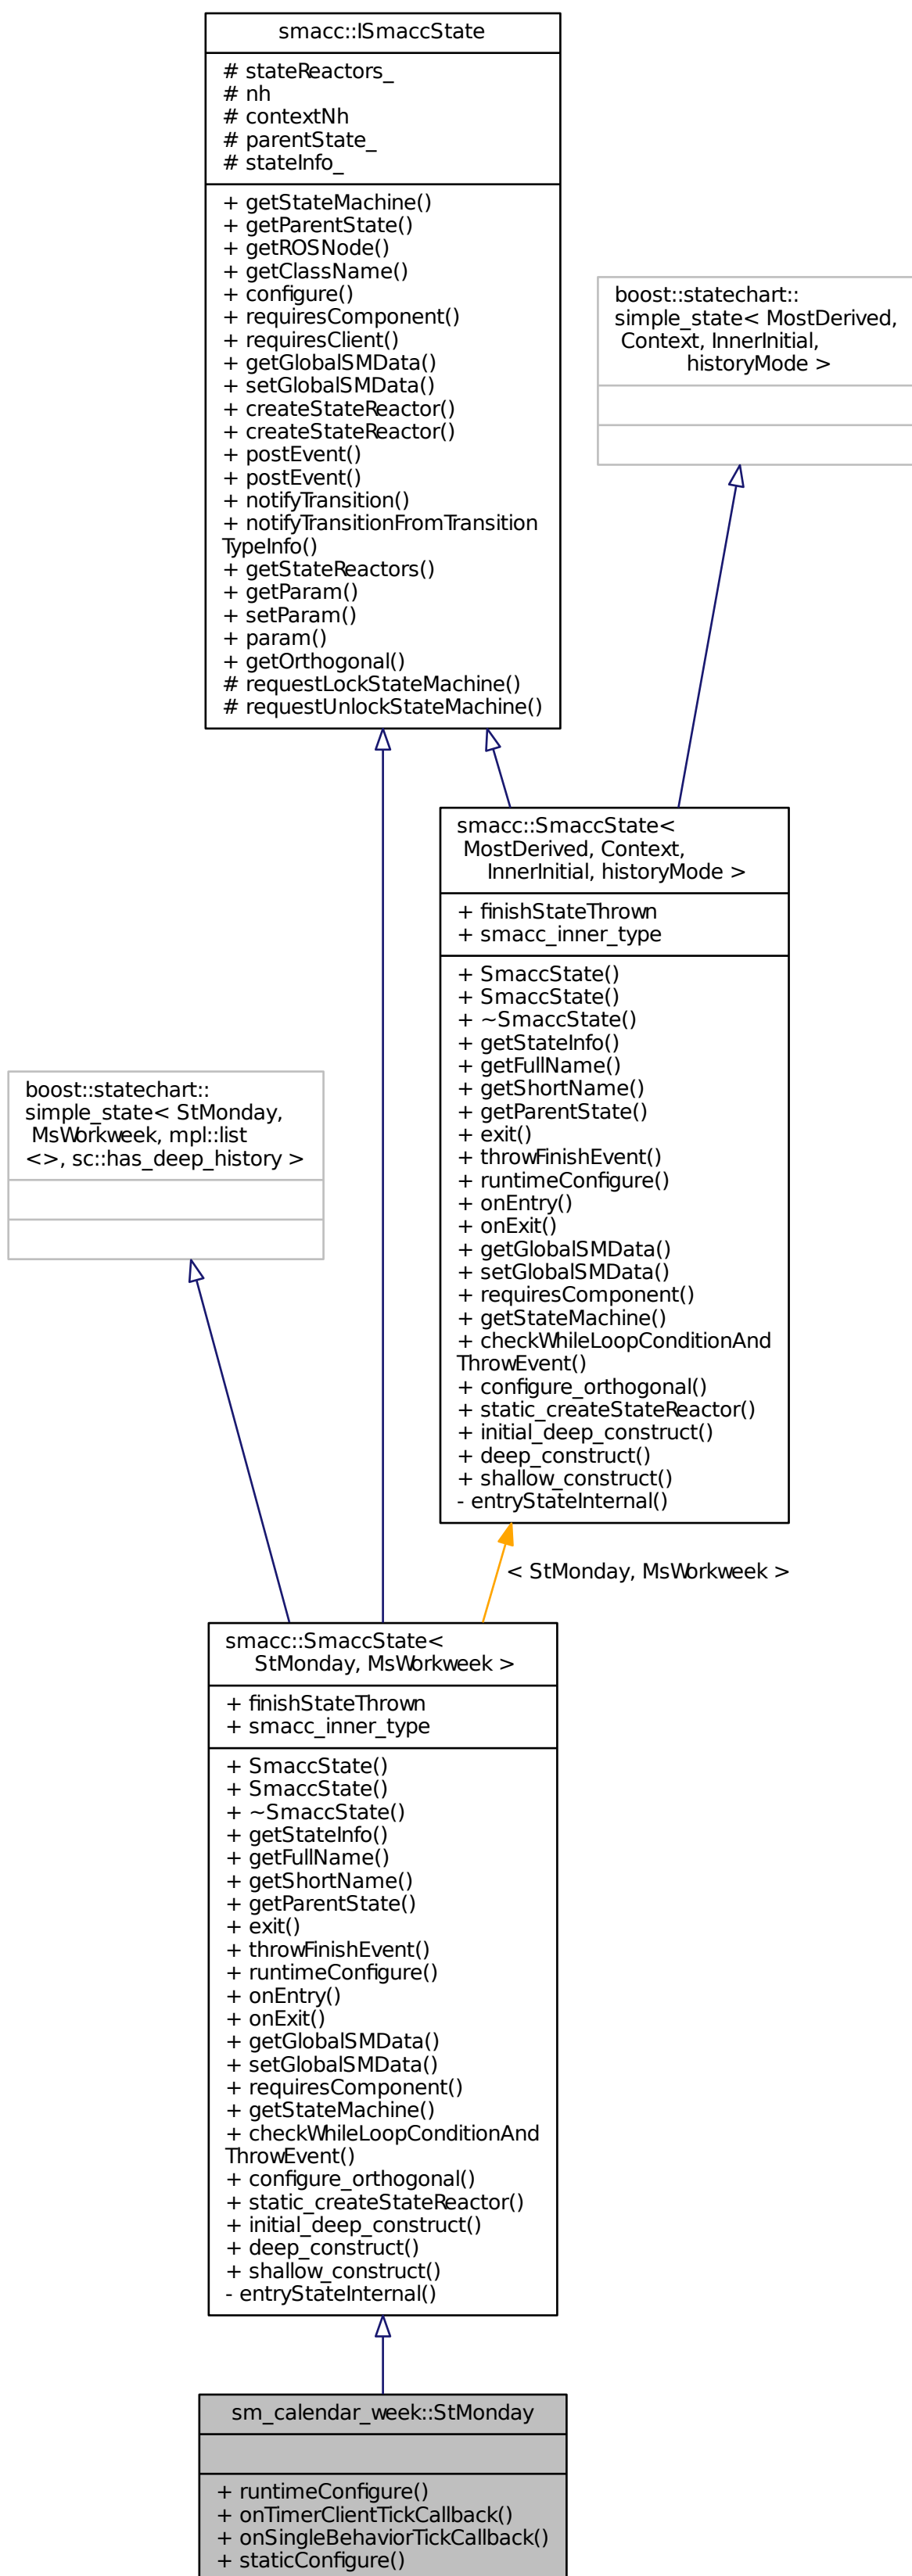 smacc::ISmaccState
# stateReactors_
# nh
# contextNh
# parentState_
# stateInfo_
+ getStateMachine()
+ getParentState()
+ getROSNode()
+ getClassName()
+ configure()
+ requiresComponent()
+ requiresClient()
+ getGlobalSMData()
+ setGlobalSMData()
+ createStateReactor()
+ createStateReactor()
+ postEvent()
+ postEvent()
+ notifyTransition()
+ notifyTransitionFromTransition
TypeInfo()
+ getStateReactors()
+ getParam()
+ setParam()
+ param()
+ getOrthogonal()
# requestLockStateMachine()
# requestUnlockStateMachine()
boost::statechart::
simple_state< MostDerived,
Context, InnerInitial,
historyMode >
smacc::SmaccState<
MostDerived, Context,
InnerInitial, historyMode >
+ finishStateThrown
+ smacc_inner_type
+ SmaccState()
+ SmaccState()
+ ~SmaccState()
+ getStateInfo()
+ getFullName()
+ getShortName()
+ getParentState()
+ exit()
+ throwFinishEvent()
+ runtimeConfigure()
+ onEntry()
+ onExit()
+ getGlobalSMData()
+ setGlobalSMData()
+ requiresComponent()
+ getStateMachine()
+ checkWhileLoopConditionAnd
ThrowEvent()
+ configure_orthogonal()
+ static_createStateReactor()
+ initial_deep_construct()
+ deep_construct()
+ shallow_construct()
- entryStateInternal()
boost::statechart::
simple_state< StMonday,
MsWorkweek, mpl::list
<>, sc::has_deep_history >
< StMonday, MsWorkweek >
smacc::SmaccState<
StMonday, MsWorkweek >
+ finishStateThrown
+ smacc_inner_type
+ SmaccState()
+ SmaccState()
+ ~SmaccState()
+ getStateInfo()
+ getFullName()
+ getShortName()
+ getParentState()
+ exit()
+ throwFinishEvent()
+ runtimeConfigure()
+ onEntry()
+ onExit()
+ getGlobalSMData()
+ setGlobalSMData()
+ requiresComponent()
+ getStateMachine()
+ checkWhileLoopConditionAnd
ThrowEvent()
+ configure_orthogonal()
+ static_createStateReactor()
+ initial_deep_construct()
+ deep_construct()
+ shallow_construct()
- entryStateInternal()
sm_calendar_week::StMonday
+ runtimeConfigure()
+ onTimerClientTickCallback()
+ onSingleBehaviorTickCallback()
+ staticConfigure()